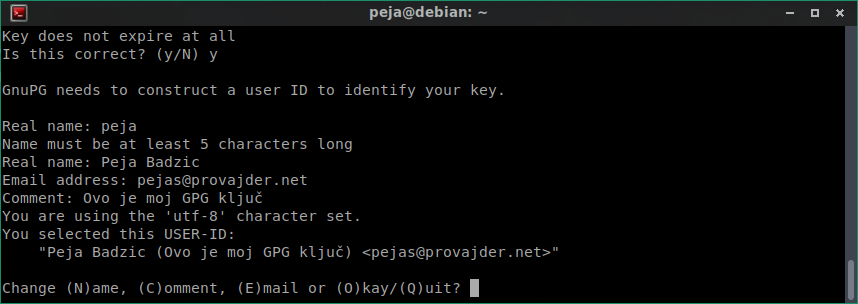 peja@debian: ~
Key does not expire at all
Is this correct? (y/N) y
GnuPG needs to construct a user ID to identify your key.
Real name: peja
Name must be at least 5 characters long
Real name: Peja Badzic
Email address: pejas@provajder.net
Comment: Ovo je moj GPG ključ
You are using the 'utf-8' character set.
You selected this USER-ID:
"Peja Badzic (Ovo je moj GPG ključ) <pejas@provajder.net>"
Change (N)ame, (C)omment, (E)mail or (O)kay/(Q)uit?